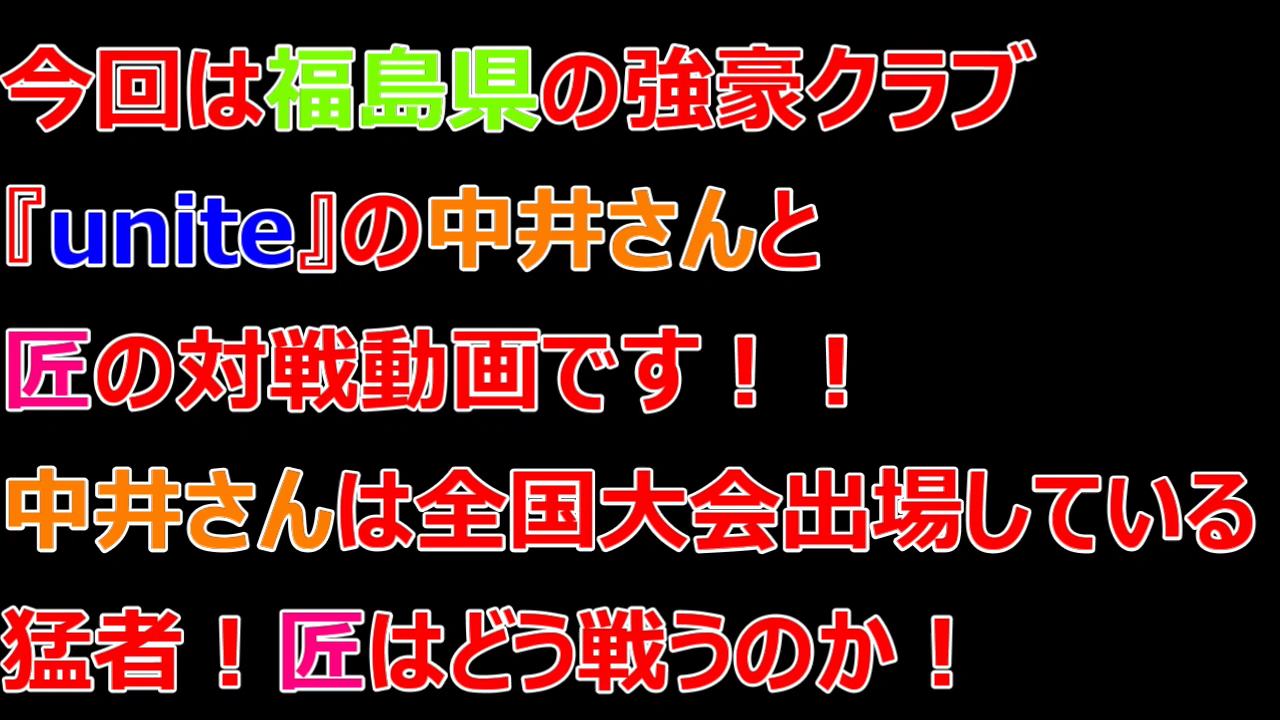 今回は福島県の強豪クラブ
『unite』の中井さんと
匠の対戦動画です！！
中井さんは全国大会出場している
猛者！匠はどう戦うのか！